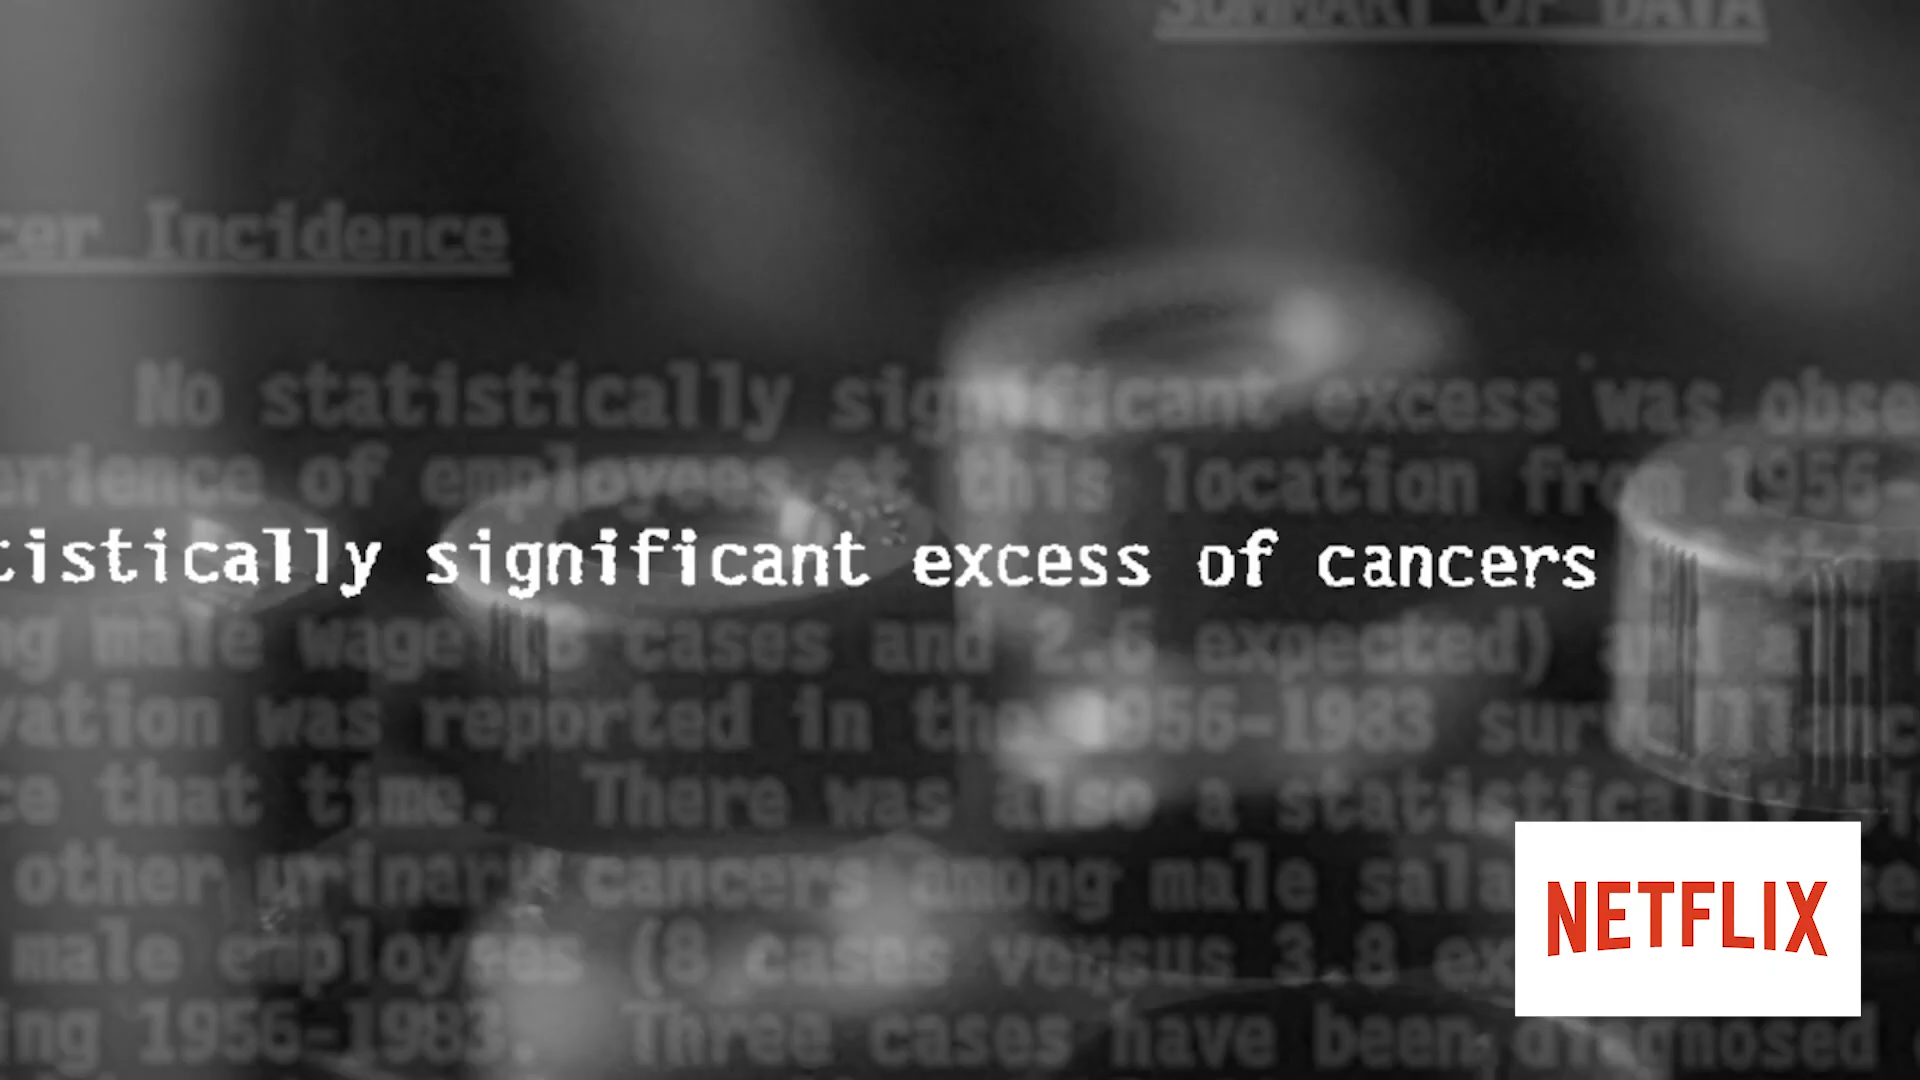 SUMMARY OF DATA
cer Incidence
No statistically significant excess was obse
erience of employees at this location from 1956-
tistically significant excess of cancers
ng male wage (8 cases and 2.6 expected)
vation was reported in the 1956-1983 surveillanc
ce that time. There was also a statistically
other urinary cancers among male sala
male employees (8 cases versus 3.8 ex
ing 1956-1983. Three cases have been diagnosed
NETFLIX